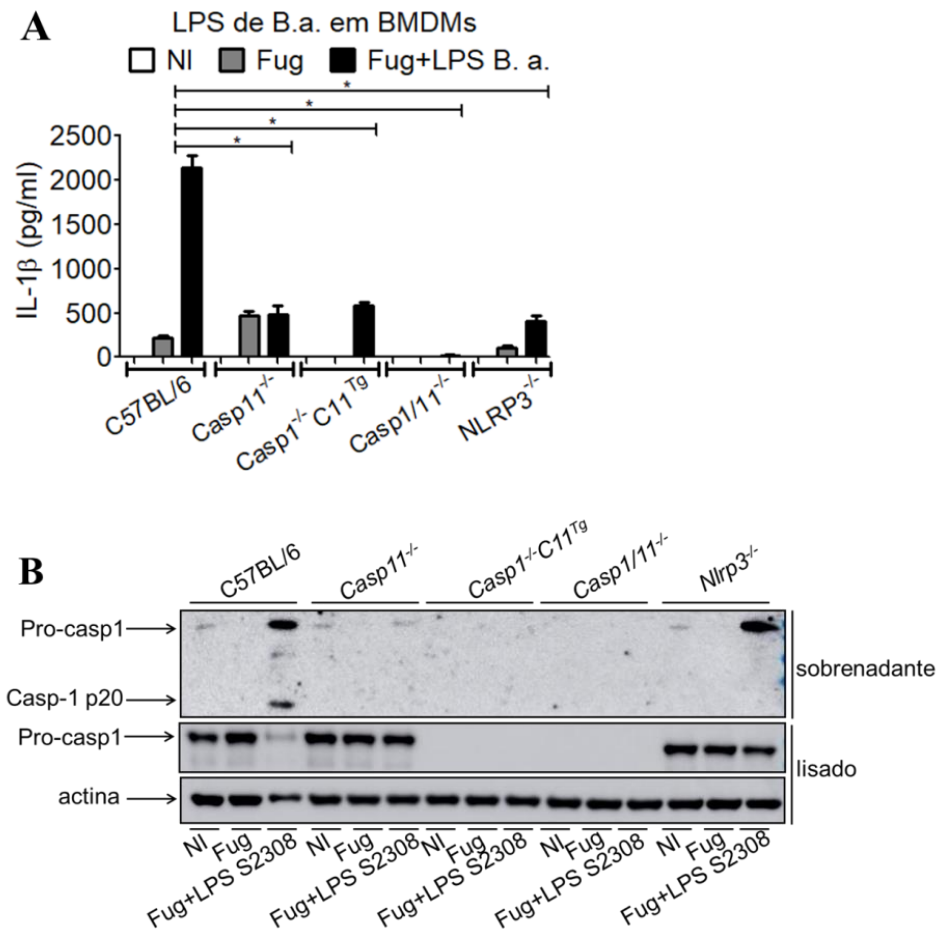 A
LPS de B.a. em BMDMs
NI Fug Fug+LPS B. a.
*
*
*
*
2500
2000
1500
1000
500
0
IL-1β (pg/ml)
C57BL/6
Casp11-/-
Casp1-/- C11Tg
Casp1/11-/-
NLRP3-/-
B
C57BL/6
Casp11-/-
Casp1-/-C11Tg
Casp1/11-/-
Nlrp3-/-
Pro-casp1
Casp-1 p20
sobrenadante
Pro-casp1
lisado
actina
NI
Fug
Fug+LPS S2308
NI
Fug
Fug+LPS S2308
NI
Fug
Fug+LPS S2308
NI
Fug
Fug+LPS S2308
NI
Fug
Fug+LPS S2308